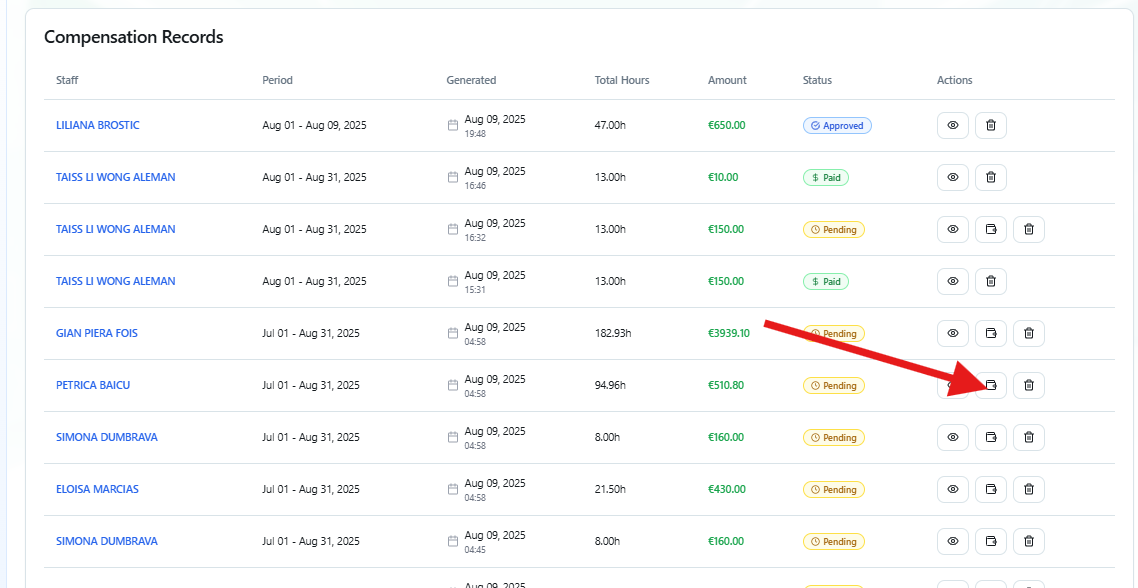 Compensation Records
Staff Period Generated Total Hours Amount Status Actions
LILIANA BROSTIC Aug 01 - Aug 09, 2025 Aug 09, 2025 47.00h €650.00 Approved
19:48
TAISS LI WONG ALEMAN Aug 01 - Aug 31, 2025 Aug 09, 2025 13.00h €10.00 $ Paid
16:46
TAISS LI WONG ALEMAN Aug 01 - Aug 31, 2025 Aug 09, 2025 13.00h €150.00 Pending
16:32
TAISS LI WONG ALEMAN Aug 01 - Aug 31, 2025 Aug 09, 2025 13.00h €150.00 $ Paid
15:31
GIAN PIERA FOIS Jul 01 - Aug 31, 2025 Aug 09, 2025 182.93h €3939.10 Pending
04:58
PETRICA BAICU Jul 01 - Aug 31, 2025 Aug 09, 2025 94.96h €510.80 Pending
04:58
SIMONA DUMBRAVA Jul 01 - Aug 31, 2025 Aug 09, 2025 8.00h €160.00 Pending
04:58
ELOISA MARCIAS Jul 01 - Aug 31, 2025 Aug 09, 2025 21.50h €430.00 Pending
04:58
SIMONA DUMBRAVA Jul 01 - Aug 31, 2025 Aug 09, 2025 8.00h €160.00 Pending
04:45
Aug 09, 2025